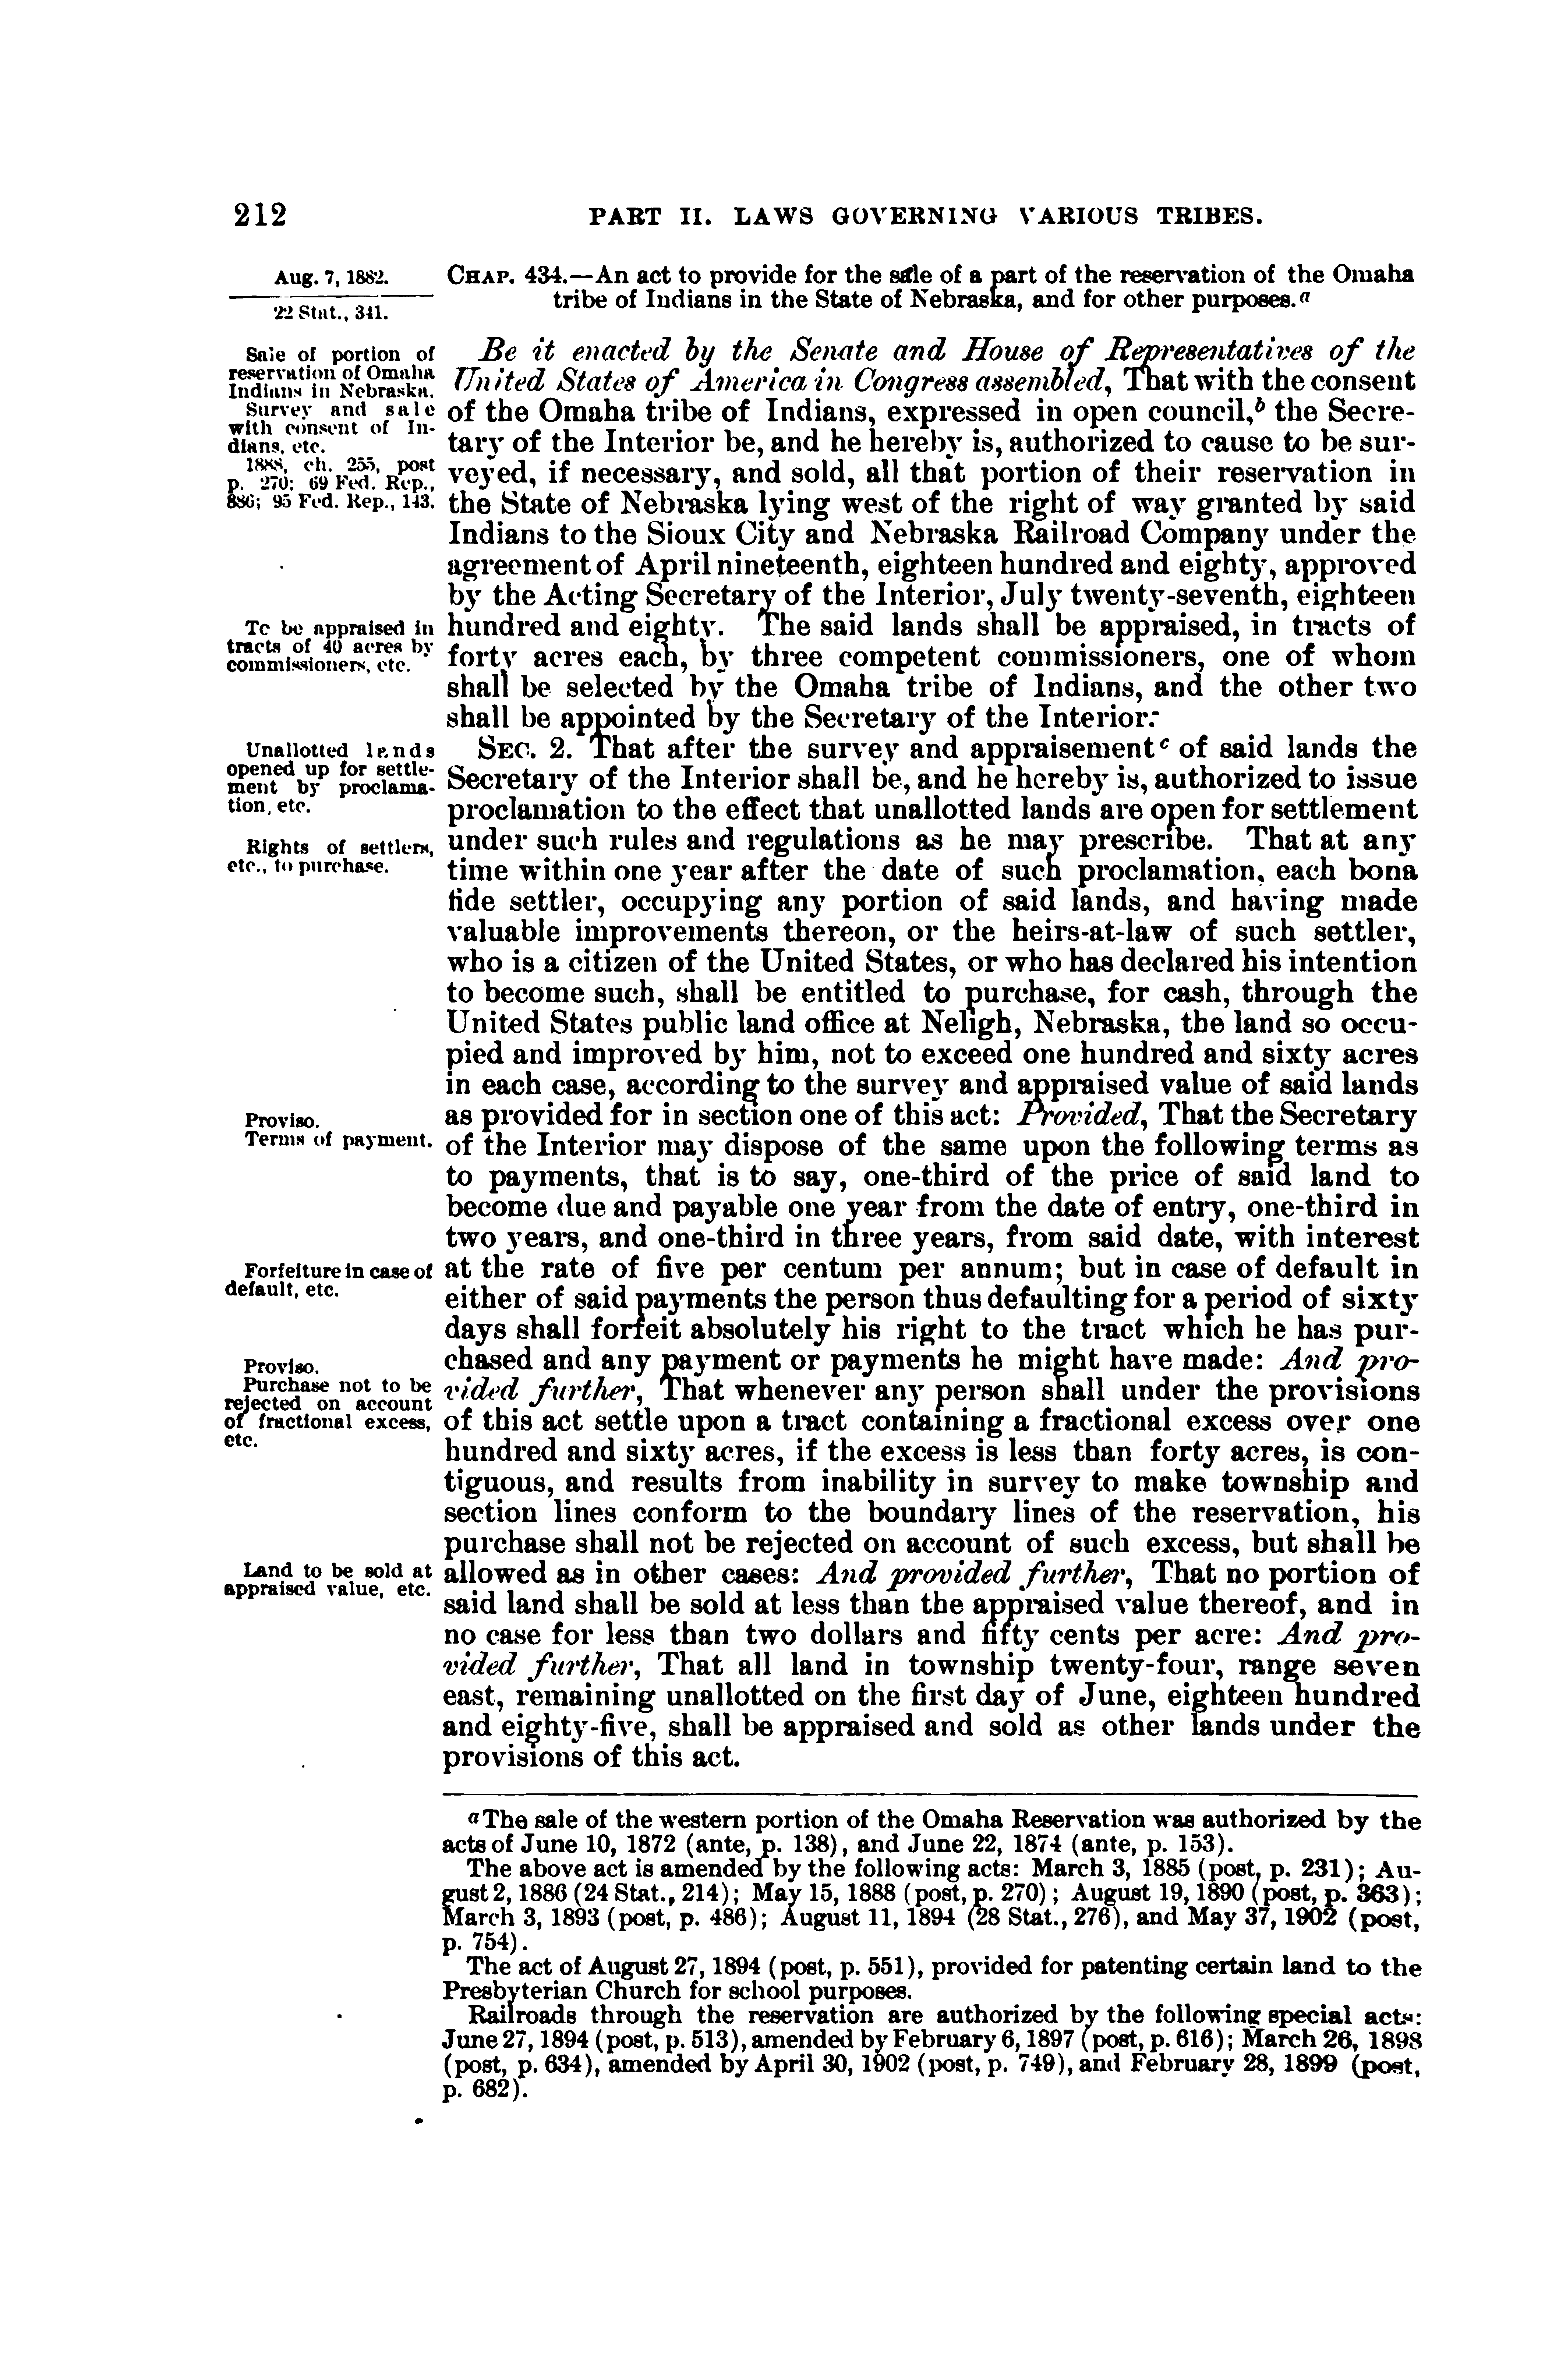 212 PART II. LAWS GOVERNING VARIOUS TRIBES.
Aug. 7, 1882.
22 Stat., 341.
CHAP. 434.—An act to provide for the sale of a part of the reservation of the Omaha
tribe of Indians in the State of Nebraska, and for other purposes.a
Sale of portion of
reservation of Omaha
Indians in Nebraska.
Survey and sale
with consent of In-
dians, etc.
1888, ch. 255, post
p. 270; 69 Fed. Rep.,
886; 95 Fed. Rep., 143.
Be it enacted by the Senate and House of Representatives of the
United States of America in Congress assembled, That with the consent
of the Omaha tribe of Indians, expressed in open council,b the Secre-
tary of the Interior be, and he hereby is, authorized to cause to be sur-
veyed, if necessary, and sold, all that portion of their reservation in
the State of Nebraska lying west of the right of way granted by said
Indians to the Sioux City and Nebraska Railroad Company under the
agreement of April nineteenth, eighteen hundred and eighty, approved
by the Acting Secretary of the Interior, July twenty-seventh, eighteen
hundred and eighty. The said lands shall be appraised, in tracts of
forty acres each, by three competent commissioners, one of whom
shall be selected by the Omaha tribe of Indians, and the other two
shall be appointed by the Secretary of the Interior:
To be appraised in
tracts of 40 acres by
commissioners, etc.
Unallotted lands
opened up for settle-
ment by proclama-
tion, etc.
Rights of settlers,
etc., to purchase.
SEC. 2. That after the survey and appraisement c of said lands the
Secretary of the Interior shall be, and he hereby is, authorized to issue
proclamation to the effect that unallotted lands are open for settlement
under such rules and regulations as he may prescribe. That at any
time within one year after the date of such proclamation, each bona
fide settler, occupying any portion of said lands, and having made
valuable improvements thereon, or the heirs-at-law of such settler,
who is a citizen of the United States, or who has declared his intention
to become such, shall be entitled to purchase, for cash, through the
United States public land office at Neligh, Nebraska, the land so occu-
pied and improved by him, not to exceed one hundred and sixty acres
in each case, according to the survey and appraised value of said lands
as provided for in section one of this act: Provided, That the Secretary
of the Interior may dispose of the same upon the following terms as
to payments, that is to say, one-third of the price of said land to
become due and payable one year from the date of entry, one-third in
two years, and one-third in three years, from said date, with interest
at the rate of five per centum per annum; but in case of default in
either of said payments the person thus defaulting for a period of sixty
days shall forfeit absolutely his right to the tract which he has pur-
chased and any payment or payments he might have made: And pro-
vided further, That whenever any person shall under the provisions
of this act settle upon a tract containing a fractional excess over one
hundred and sixty acres, if the excess is less than forty acres, is con-
tiguous, and results from inability in survey to make township and
section lines conform to the boundary lines of the reservation, his
purchase shall not be rejected on account of such excess, but shall be
allowed as in other cases: And provided further, That no portion of
said land shall be sold at less than the appraised value thereof, and in
no case for less than two dollars and fifty cents per acre: And pro-
vided further, That all land in township twenty-four, range seven
east, remaining unallotted on the first day of June, eighteen hundred
and eighty-five, shall be appraised and sold as other lands under the
provisions of this act.
Proviso.
Terms of payment.
Forfeiture in case of
default, etc.
Proviso.
Purchase not to be
rejected on account
of fractional excess,
etc.
Land to be sold at
appraised value, etc.
a The sale of the western portion of the Omaha Reservation was authorized by the
acts of June 10, 1872 (ante, p. 138), and June 22, 1874 (ante, p. 153).
The above act is amended by the following acts: March 3, 1885 (post, p. 231); Au-
gust 2, 1886 (24 Stat., 214); May 15, 1888 (post, p. 270); August 19, 1890 (post, p. 363);
March 3, 1893 (post, p. 486); August 11, 1894 (28 Stat., 276), and May 37, 1902 (post,
p. 754).
The act of August 27, 1894 (post, p. 551), provided for patenting certain land to the
Presbyterian Church for school purposes.
Railroads through the reservation are authorized by the following special acts:
June 27, 1894 (post, p. 513), amended by February 6, 1897 (post, p. 616); March 26, 1898
(post, p. 634), amended by April 30, 1902 (post, p. 749), and February 28, 1899 (post,
p. 682).